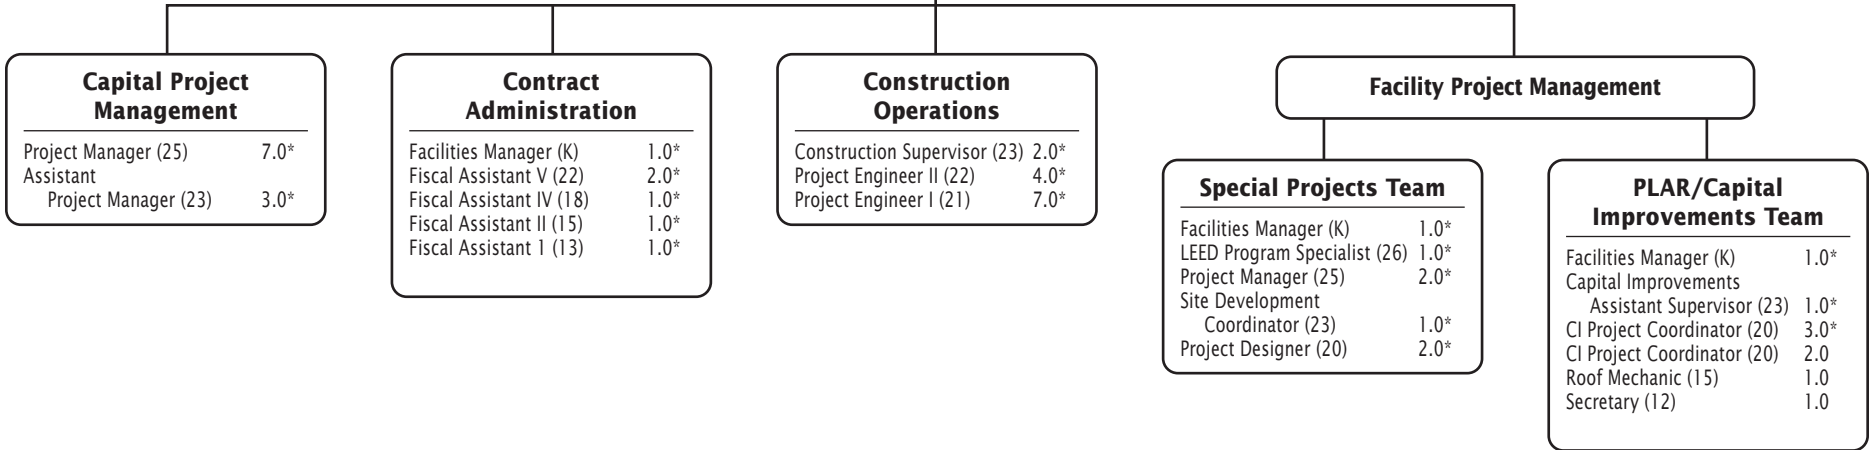 Capital Project
Management
Project Manager (25) 7.0*
Assistant
Project Manager (23) 3.0*
Contract
Administration
Facilities Manager (K) 1.0*
Fiscal Assistant V (22) 2.0*
Fiscal Assistant IV (18) 1.0*
Fiscal Assistant II (15) 1.0*
Fiscal Assistant 1 (13) 1.0*
Construction
Operations
Construction Supervisor (23) 2.0*
Project Engineer II (22) 4.0*
Project Engineer I (21) 7.0*
Facility Project Management
Special Projects Team
Facilities Manager (K) 1.0*
LEED Program Specialist (26) 1.0*
Project Manager (25) 2.0*
Site Development
Coordinator (23) 1.0*
Project Designer (20) 2.0*
PLAR/Capital
Improvements Team
Facilities Manager (K) 1.0*
Capital Improvements
Assistant Supervisor (23) 1.0*
CI Project Coordinator (20) 3.0*
CI Project Coordinator (20) 2.0
Roof Mechanic (15) 1.0
Secretary (12) 1.0